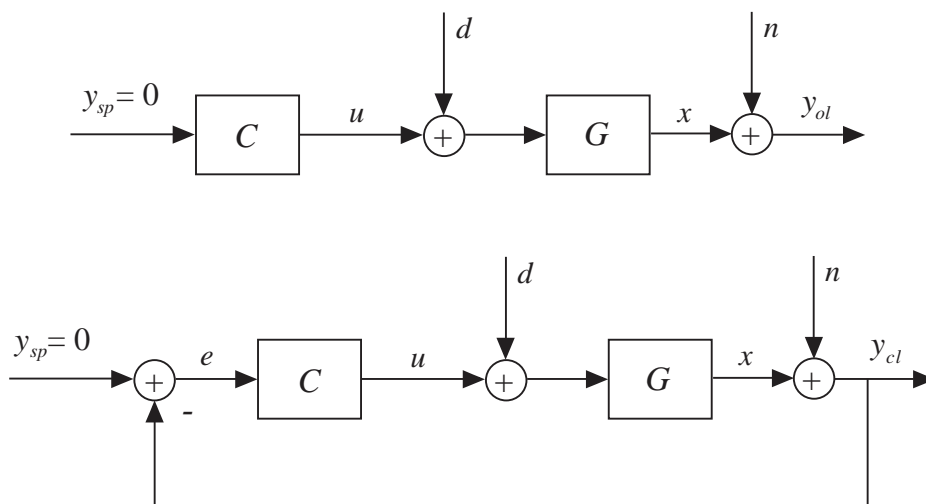 d
n
y_sp = 0
u
x
y_ol
C
+
G
+
d
n
y_sp = 0
e
u
x
y_cl
+
C
+
G
+
-